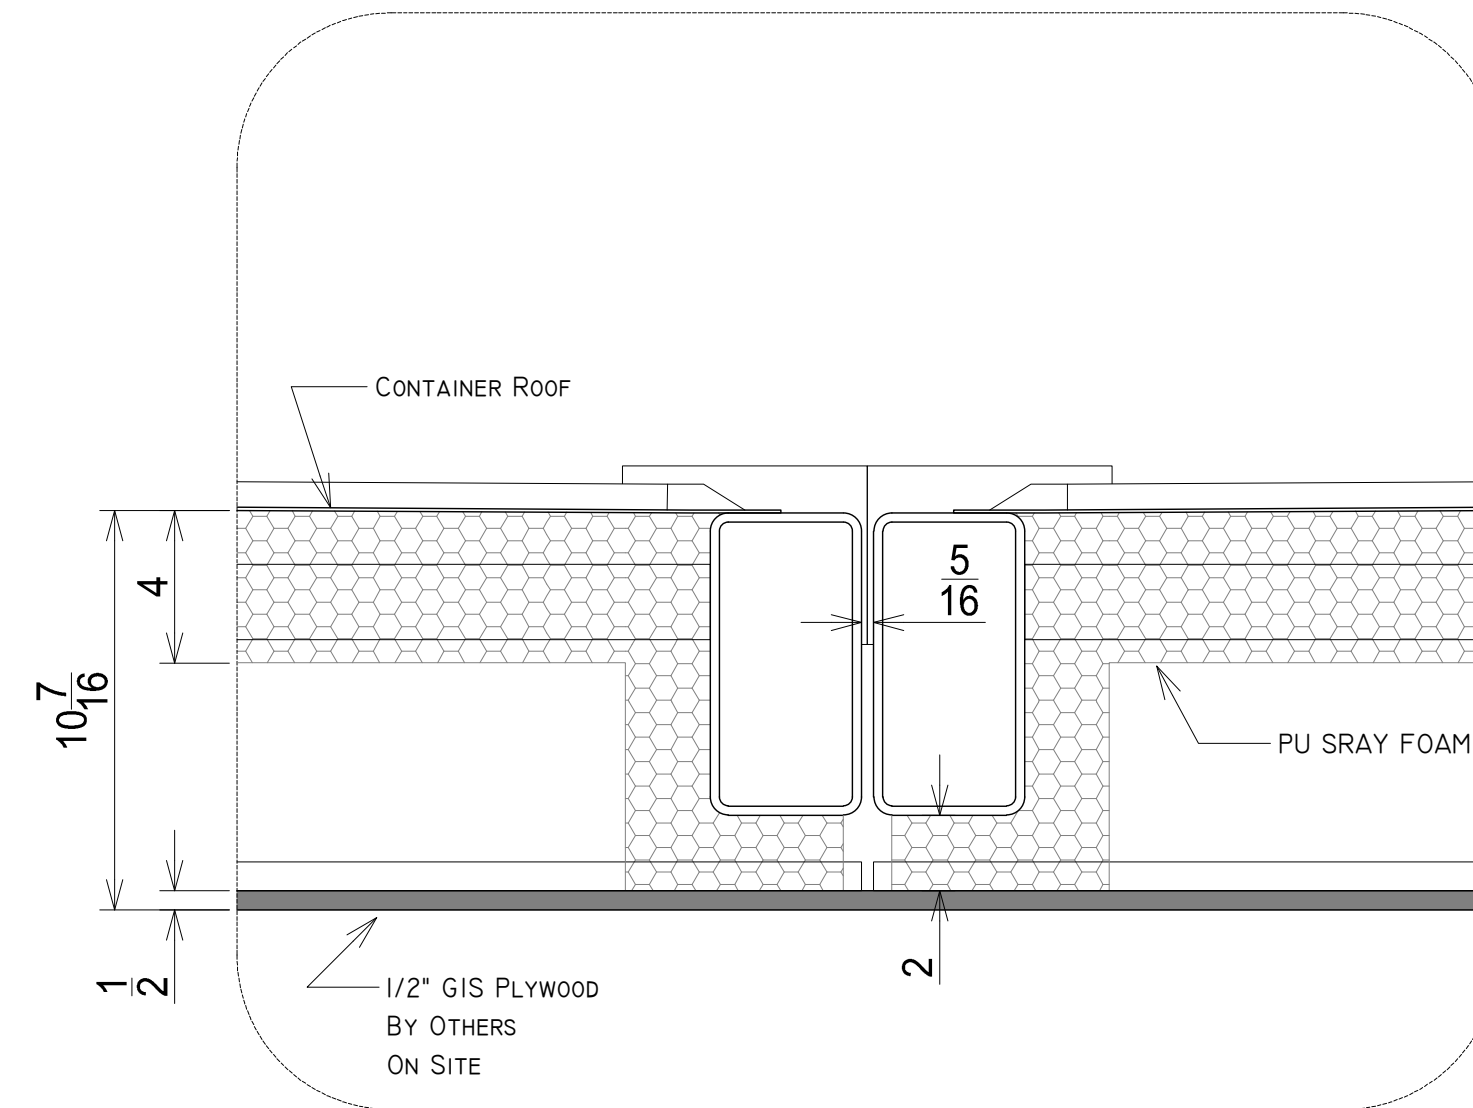 CONTAINER ROOF
5/16
4
10 7/16
PU SRAY FOAM
2
1/2
1/2" GIS PLYWOOD
BY OTHERS
ON SITE